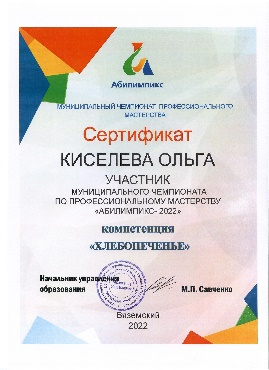 Абилимпикс
МУНИЦИПАЛЬНЫЙ ЧЕМПИОНАТ ПРОФЕССИОНАЛЬНОГО
МАСТЕРСТВА
Сертификат
КИСЕЛЕВА ОЛЬГА
УЧАСТНИК
МУНИЦИПАЛЬНОГО ЧЕМПИОНАТА
ПО ПРОФЕССИОНАЛЬНОМУ МАСТЕРСТВУ
«АБИЛИМПИКС- 2022»
компетенция
«ХЛЕБОПЕЧЕНЬЕ»
Начальник управления
образования М.П. Савченко
Вяземский
2022